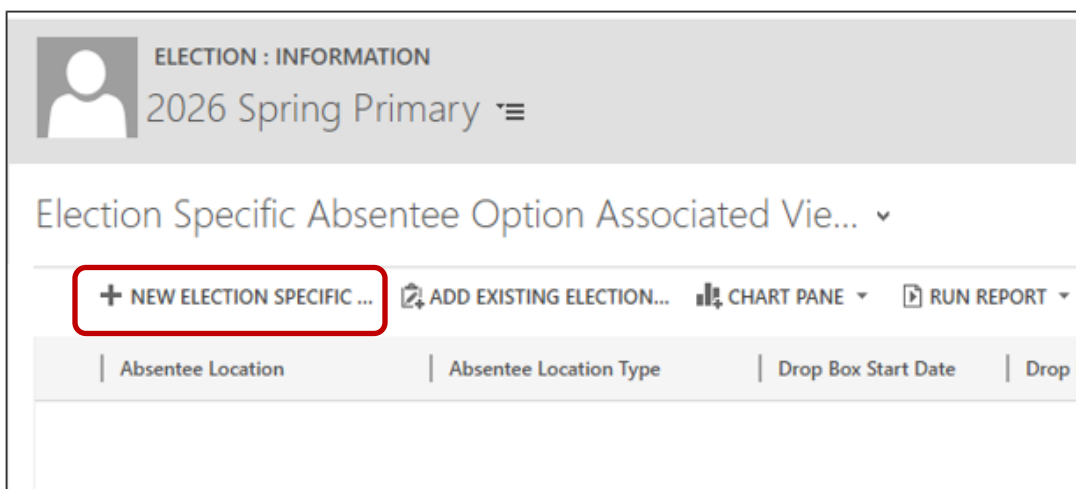 ELECTION : INFORMATION
2026 Spring Primary
Election Specific Absentee Option Associated Vie...
NEW ELECTION SPECIFIC ... ADD EXISTING ELECTION... CHART PANE RUN REPORT
Absentee Location Absentee Location Type Drop Box Start Date Drop